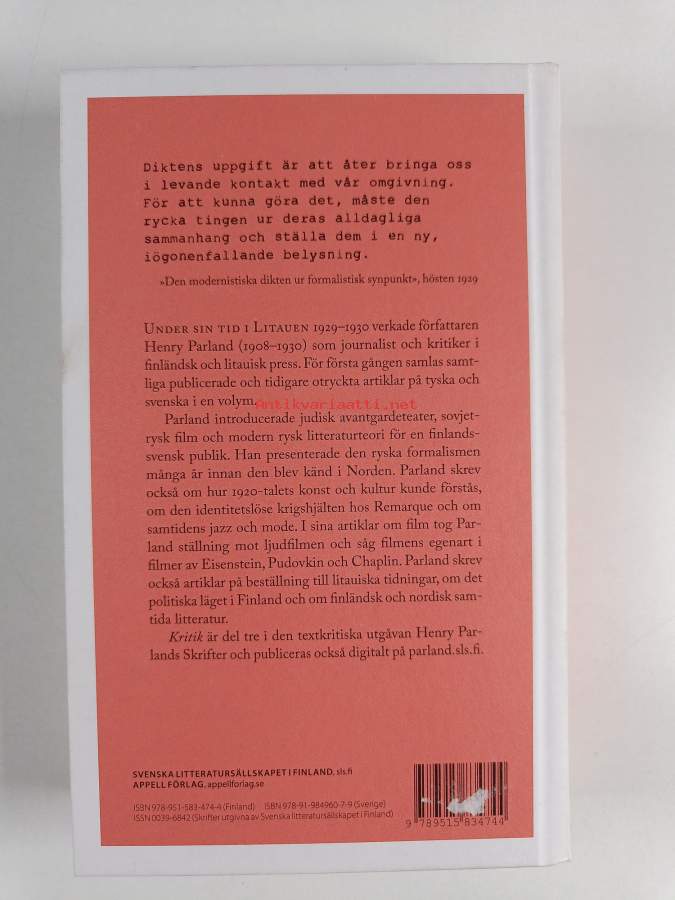 Diktens uppgift är att åter bringa oss
i levande kontakt med vår omgivning.
För att kunna göra det, måste den
rycka tingen ur deras alldagliga
sammanhang och ställa dem i en ny,
iögonenfallande belysning.
»Den modernistiska dikten ur formalistisk synpunkt», hösten 1929
UNDER SIN TID I LITAUEN 1929–1930 verkade författaren
Henry Parland (1908–1930) som journalist och kritiker i
finländsk och litauisk press. För första gången samlas samt-
liga publicerade och tidigare otryckta artiklar på tyska och
svenska i en volym.
Antikvariaatti.net
Parland introducerade judisk avantgardeteater, sovjet-
rysk film och modern rysk litteraturteori för en finlands-
svensk publik. Han presenterade den ryska formalismen
många år innan den blev känd i Norden. Parland skrev
också om hur 1920-talets konst och kultur kunde förstås,
om den identitetslöse krigshjälten hos Remarque och om
samtidens jazz och mode. I sina artiklar om film tog Par-
land ställning mot ljudfilmen och såg filmens egenart i
filmer av Eisenstein, Pudovkin och Chaplin. Parland skrev
också artiklar på beställning till litauiska tidningar, om det
politiska läget i Finland och om finländsk och nordisk sam-
tida litteratur.
Kritik är del tre i den textkritiska utgåvan Henry Par-
lands Skrifter och publiceras också digitalt på parland.sls.fi.
SVENSKA LITTERATURSÄLLSKAPET I FINLAND, sls.fi
APPELL FÖRLAG, appellforlag.se
ISBN 978-951-583-474-4 (Finland) ISBN 978-91-984960-7-9 (Sverige)
ISSN 0039-6842 (Skrifter utgivna av Svenska litteratursällskapet i Finland)
9 789515 834744